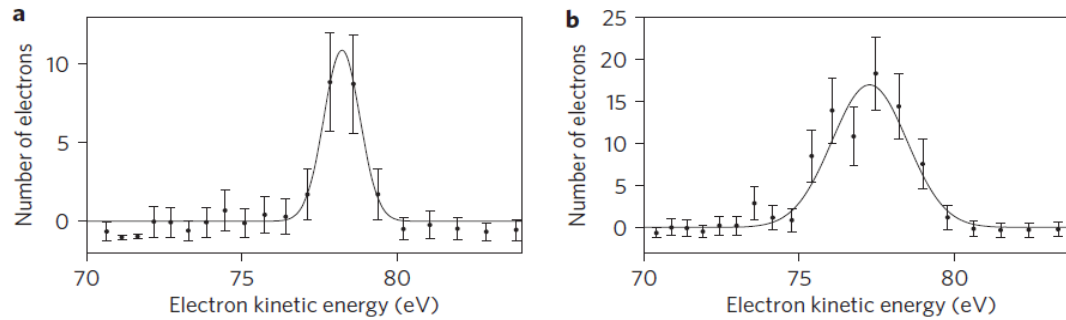 a
Number of electrons
10
5
0
70 75 80
Electron kinetic energy (eV)
b
Number of electrons
25
20
15
10
5
0
70 75 80
Electron kinetic energy (eV)